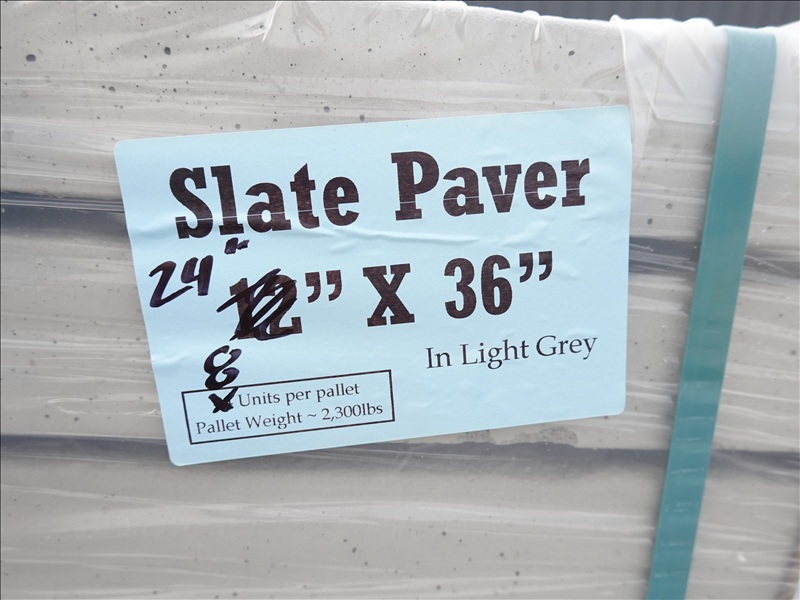 Slate Paver
24" 12” X 36”
In Light Grey
8
Units per pallet
Pallet Weight ~ 2,300lbs